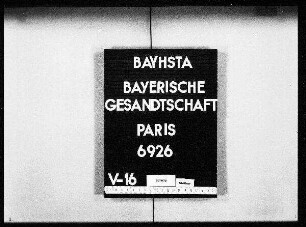 BAYHSTA
BAYERISCHE
GESANDTSCHAFT
PARIS
6926
V-16